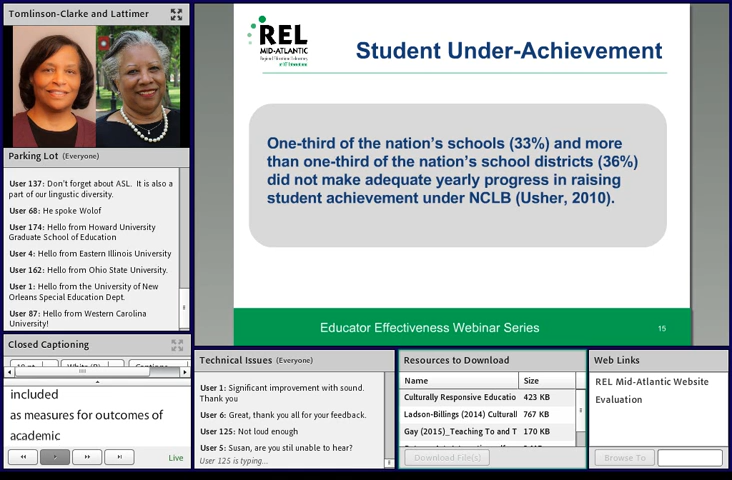 Tomlinson-Clarke and Lattimer
Parking Lot (Everyone)
User 137: Don't forget about ASL. It is also a
part of our lingustic diversity.
User 68: He spoke Wolof
User 174: Hello from Howard University
Graduate School of Education
User 4: Hello from Eastern Illinois University
User 162: Hello from Ohio State University.
User 1: Hello from the University of New
Orleans Special Education Dept.
User 87: Hello from Western Carolina
University!
Closed Captioning
included
as measures for outcomes of
academic
Live
REL
MID-ATLANTIC
Student Under-Achievement
One-third of the nation's schools (33%) and more
than one-third of the nation's school districts (36%)
did not make adequate yearly progress in raising
student achievement under NCLB (Usher, 2010).
Educator Effectiveness Webinar Series
15
Technical Issues (Everyone)
User 1: Significant improvement with sound.
Thank you
User 6: Great, thank you all for your feedback.
User 125: Not loud enough
User 5: Susan, are you stil unable to hear?
User 125 is typing...
Resources to Download
Name Size
Culturally Responsive Educatio 423 KB
Ladson-Billings (2014) Culturall 767 KB
Gay (2015)_Teaching To and T 170 KB
Download File(s)
Web Links
REL Mid-Atlantic Website
Evaluation
Browse To